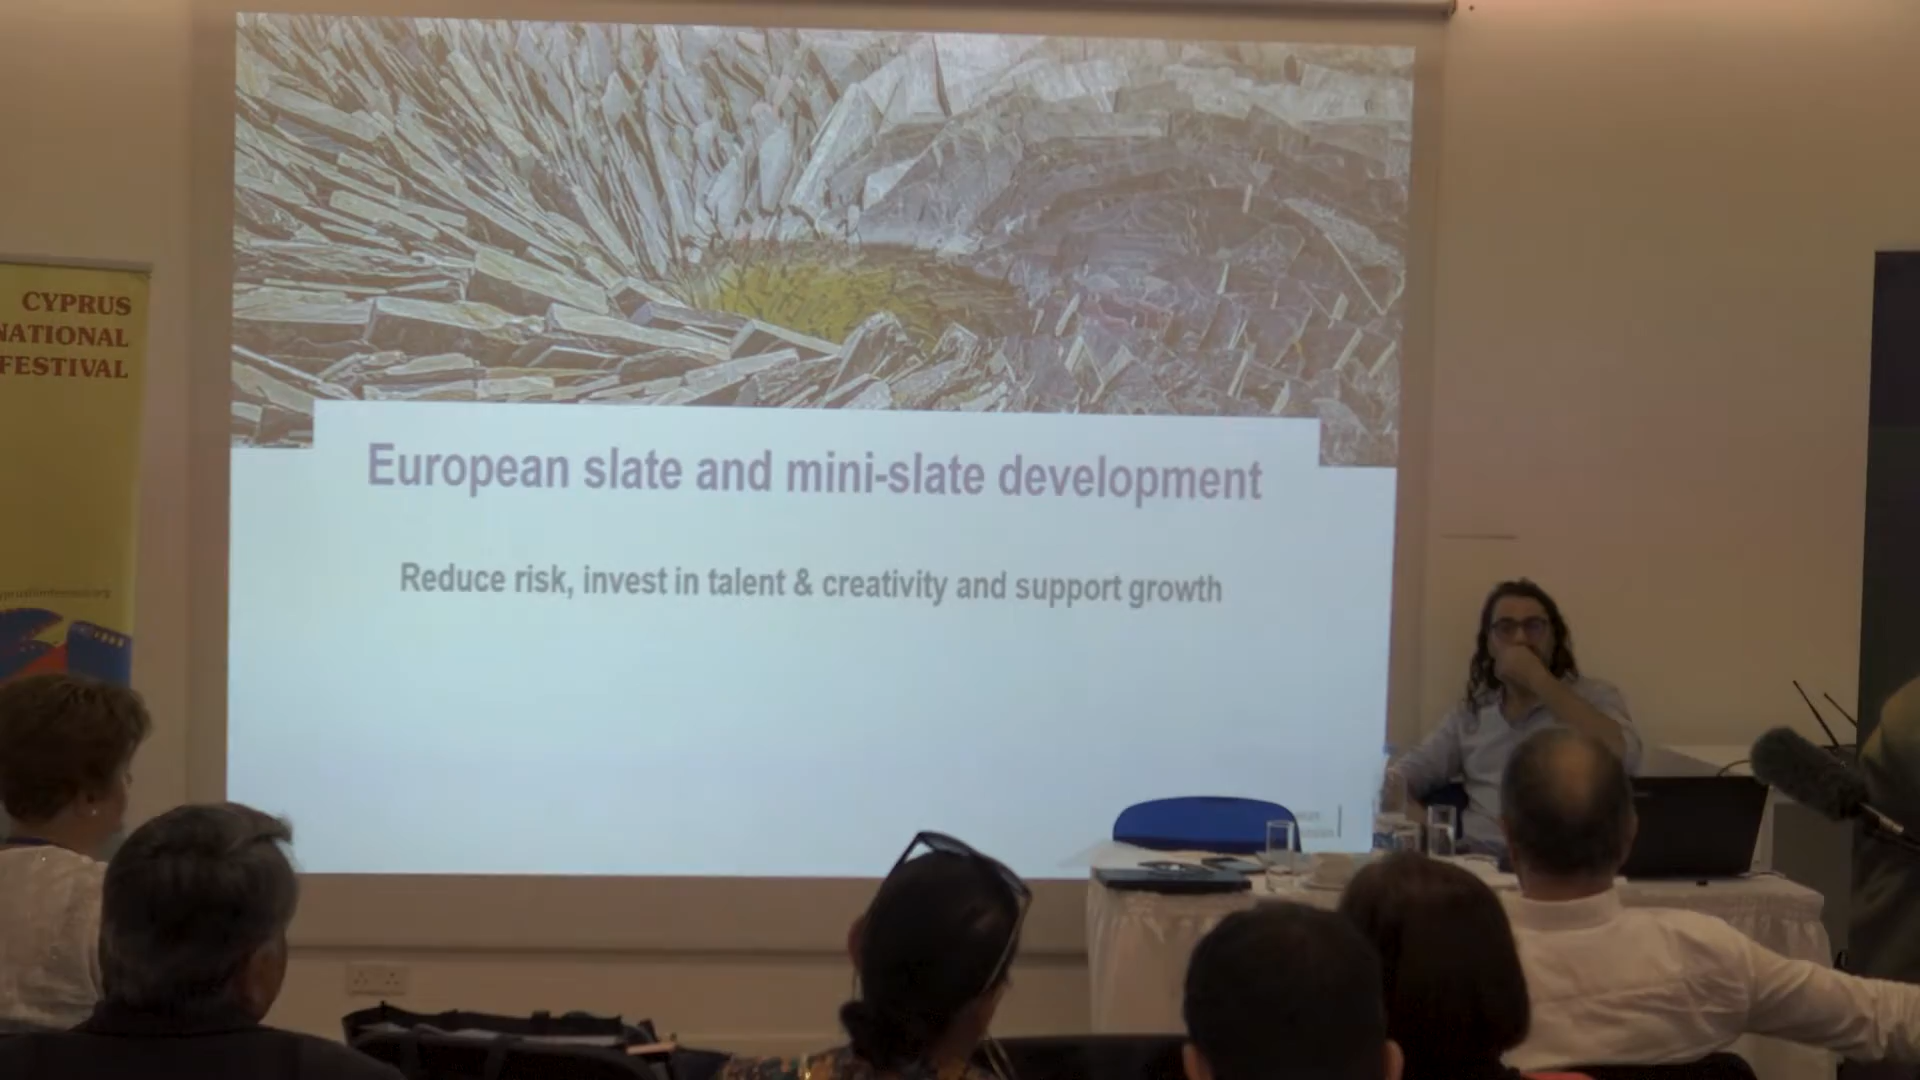 CYPRUS
NATIONAL
FESTIVAL
European slate and mini-slate development
Reduce risk, invest in talent & creativity and support growth